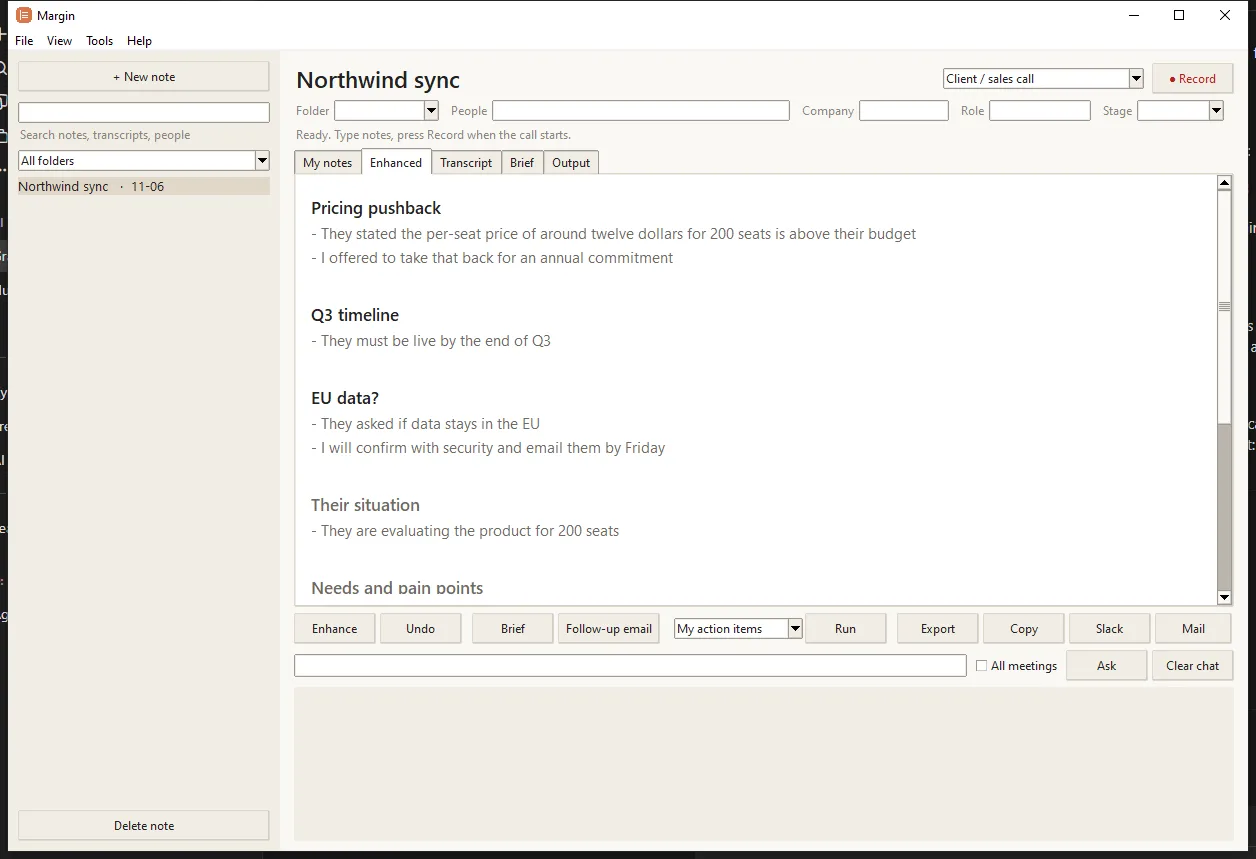 Margin
File View Tools Help
+ New note
Search notes, transcripts, people
All folders
Northwind sync · 11-06
Delete note
Northwind sync
Client / sales call
● Record
Folder People Company Role Stage
Ready. Type notes, press Record when the call starts.
My notes Enhanced Transcript Brief Output
Pricing pushback
- They stated the per-seat price of around twelve dollars for 200 seats is above their budget
- I offered to take that back for an annual commitment
Q3 timeline
- They must be live by the end of Q3
EU data?
- They asked if data stays in the EU
- I will confirm with security and email them by Friday
Their situation
- They are evaluating the product for 200 seats
Needs and pain points
Enhance Undo Brief Follow-up email My action items Run Export Copy Slack Mail
All meetings Ask Clear chat